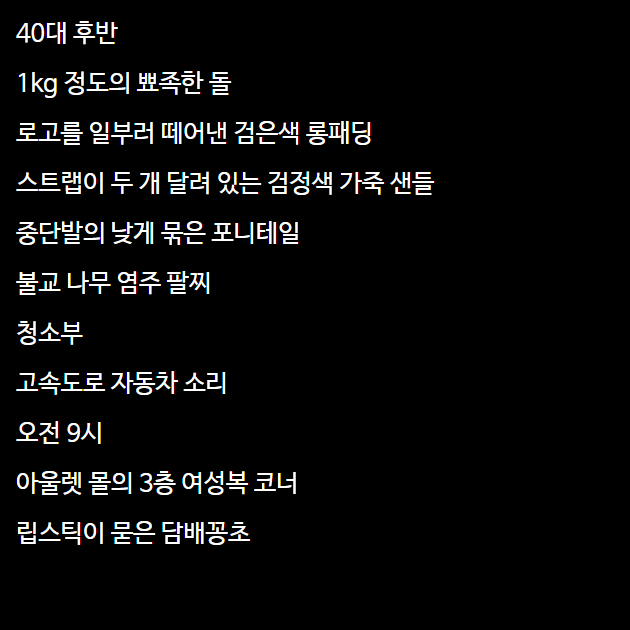 40대 후반
1kg 정도의 뾰족한 돌
로고를 일부러 떼어낸 검은색 롱패딩
스트랩이 두 개 달려 있는 검정색 가죽 샌들
중단발의 낮게 묶은 포니테일
불교 나무 염주 팔찌
청소부
고속도로 자동차 소리
오전 9시
아울렛 몰의 3층 여성복 코너
립스틱이 묻은 담배꽁초